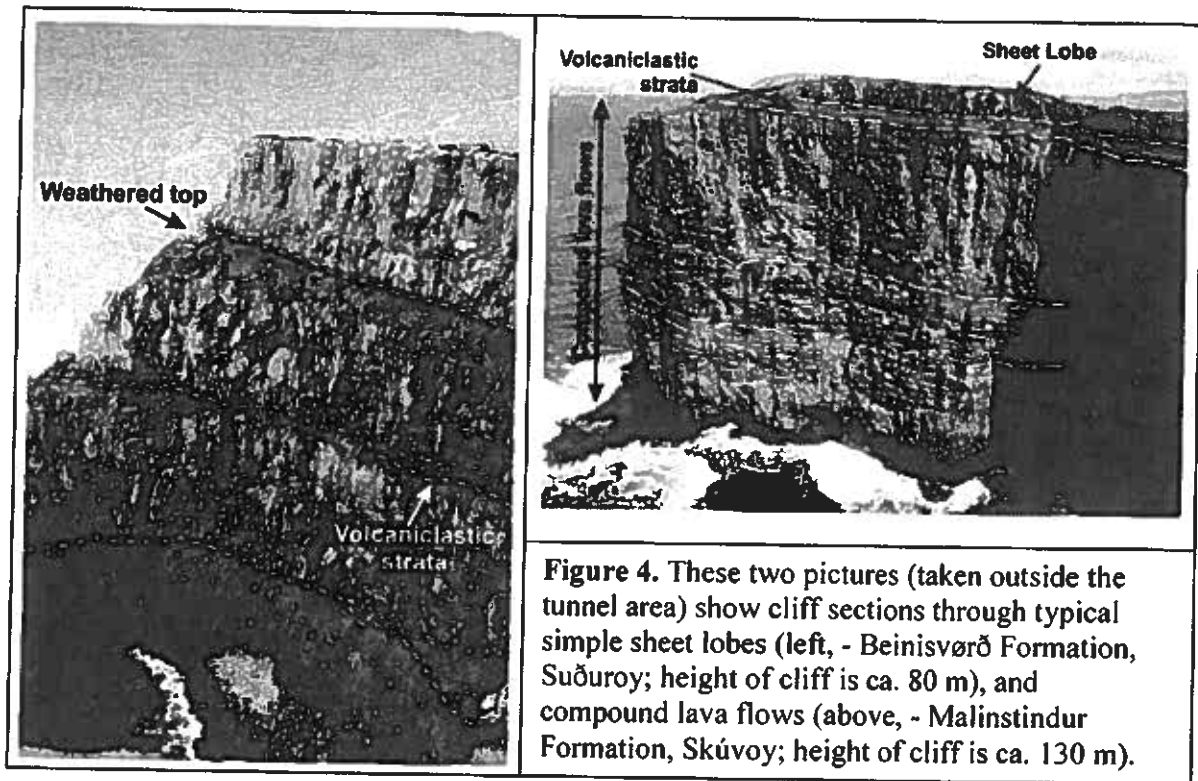 Weathered top
Volcaniclastic
strata
Volcaniclastic
strata
Sheet Lobe
lava flows
Figure 4. These two pictures (taken outside the
tunnel area) show cliff sections through typical
simple sheet lobes (left, - Beinisvørð Formation,
Suðuroy; height of cliff is ca. 80 m), and
compound lava flows (above, - Malinstindur
Formation, Skúvoy; height of cliff is ca. 130 m).